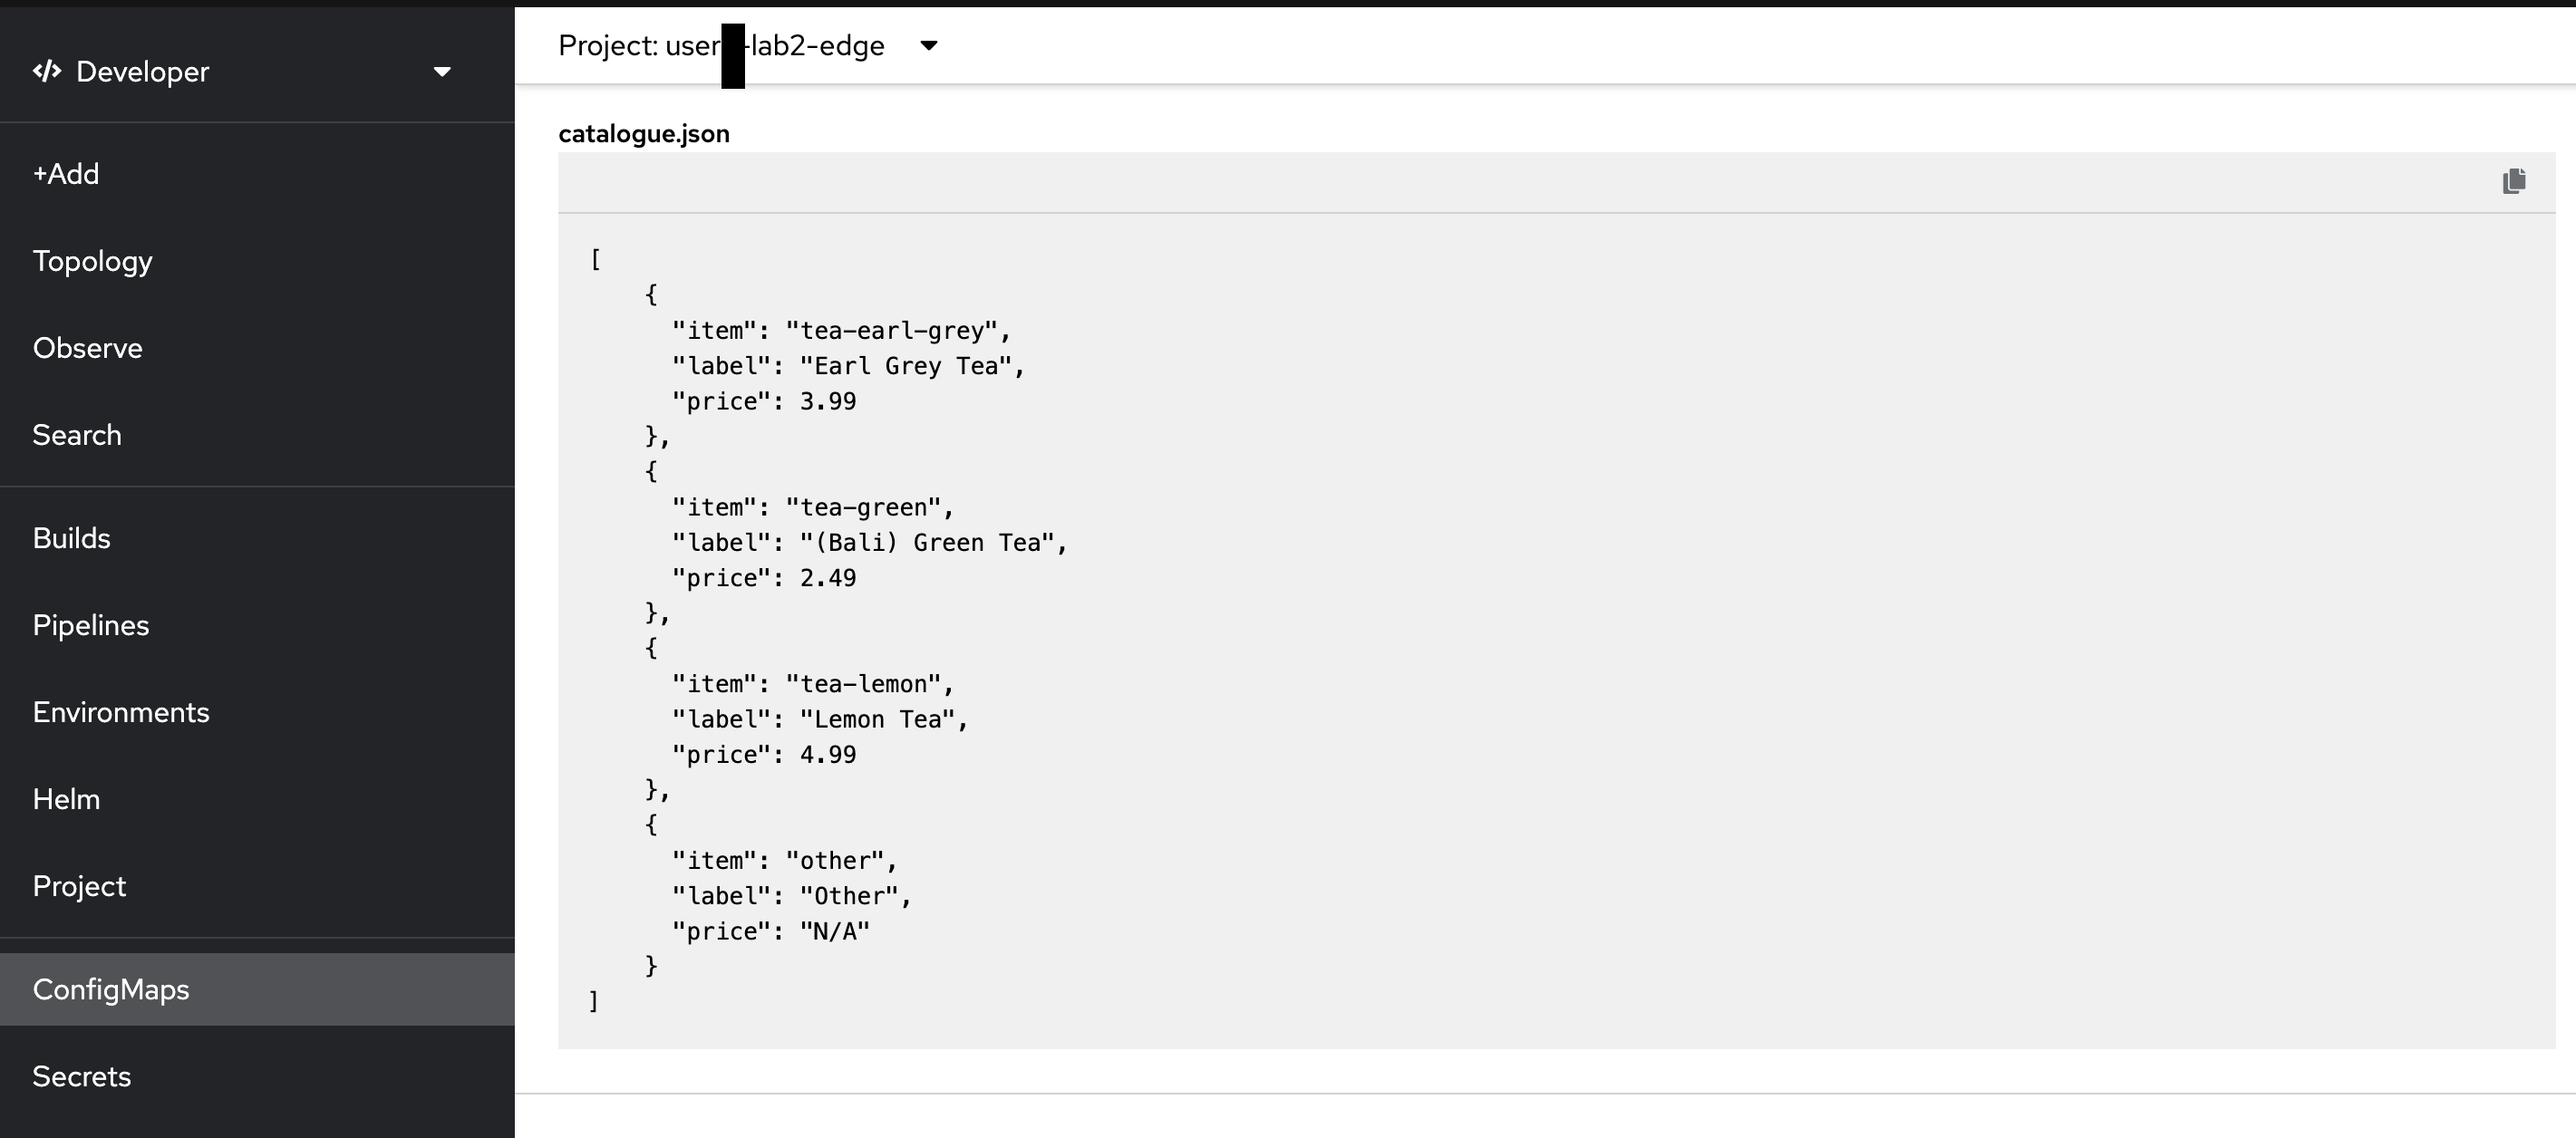 Developer
+Add
Topology
Observe
Search
Builds
Pipelines
Environments
Helm
Project
ConfigMaps
Secrets
Project: user -lab2-edge
catalogue.json
[
    {
      "item": "tea-earl-grey",
      "label": "Earl Grey Tea",
      "price": 3.99
    },
    {
      "item": "tea-green",
      "label": "(Bali) Green Tea",
      "price": 2.49
    },
    {
      "item": "tea-lemon",
      "label": "Lemon Tea",
      "price": 4.99
    },
    {
      "item": "other",
      "label": "Other",
      "price": "N/A"
    }
]